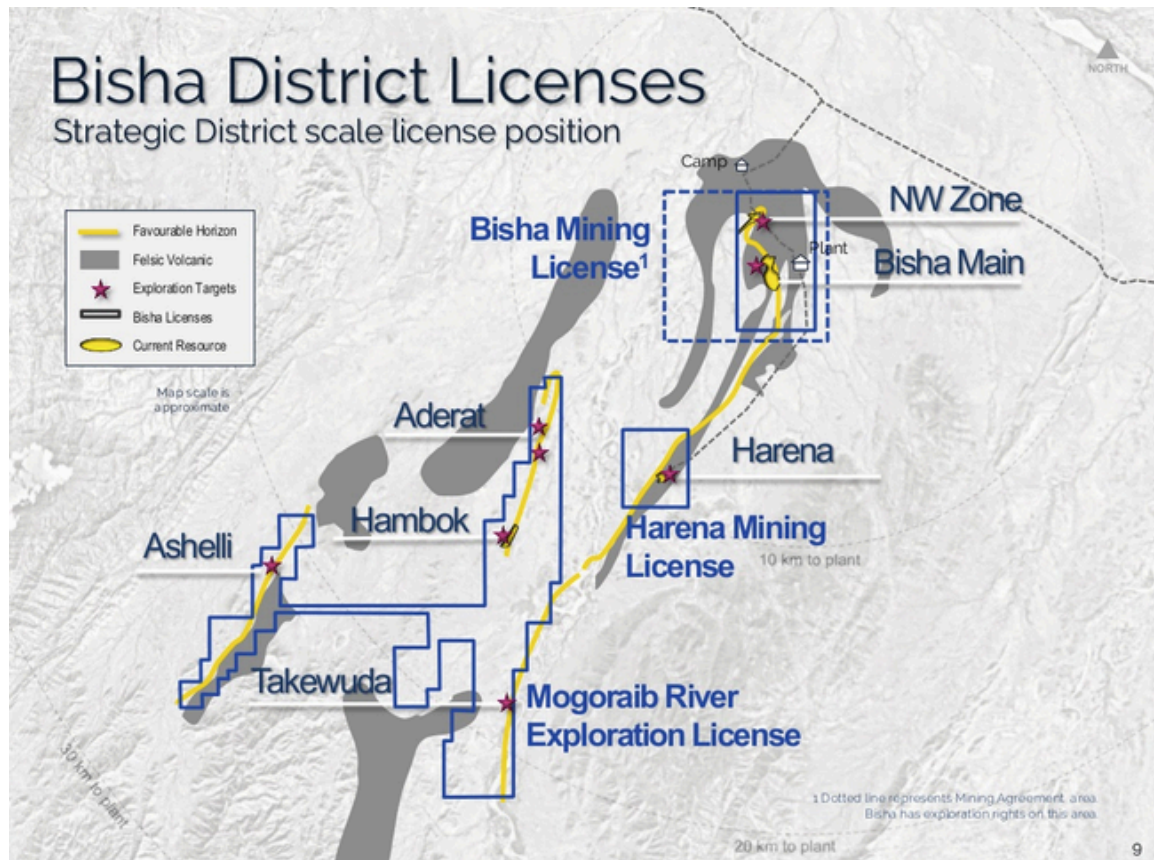 Bisha District Licenses
Strategic District scale license position
NORTH
Camp
NW Zone
Bisha Mining
License¹
Plant
Bisha Main
Favourable Horizon
Felsic Volcanic
Exploration Targets
Bisha Licenses
Current Resource
Map scale is
approximate
Aderat
Harena
Hambok
Ashelli
Harena Mining
License
10 km to plant
Takewuda
Mogoraib River
Exploration License
30 km to plant
1 Dotted line represents Mining Agreement area.
Bisha has exploration rights on this area.
20 km to plant
9